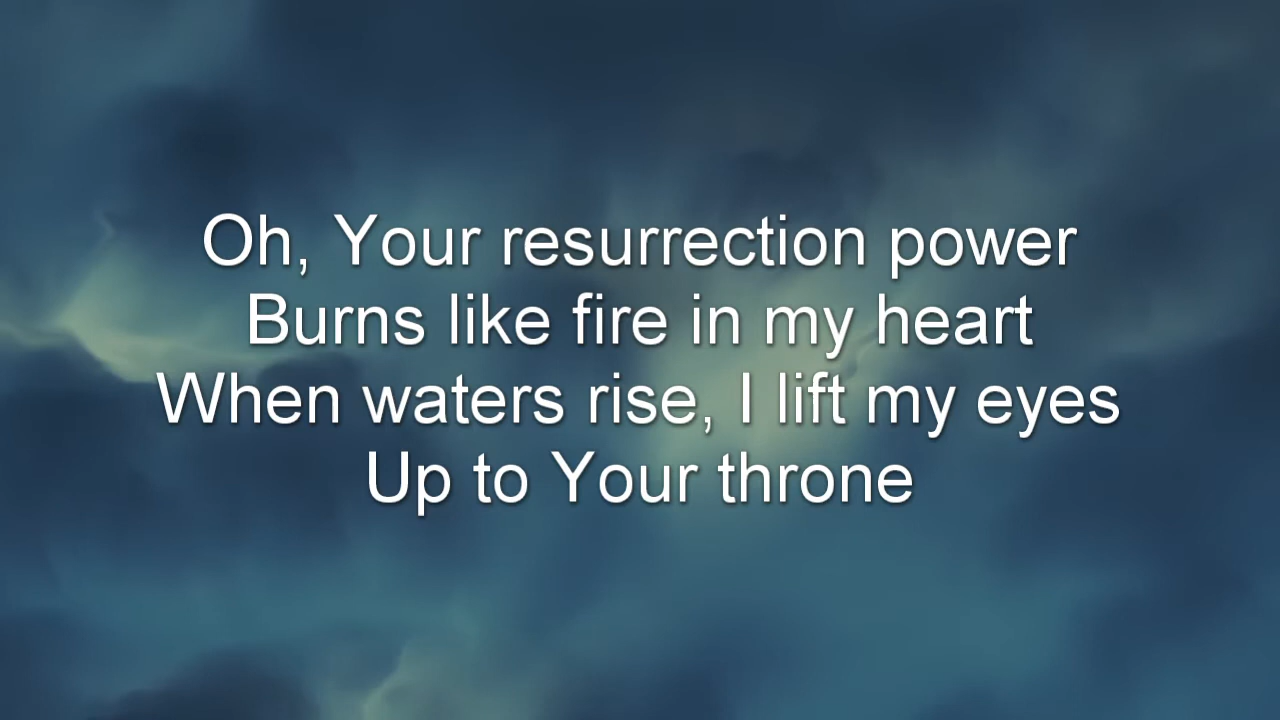 Oh, Your resurrection power
Burns like fire in my heart
When waters rise, I lift my eyes
Up to Your throne